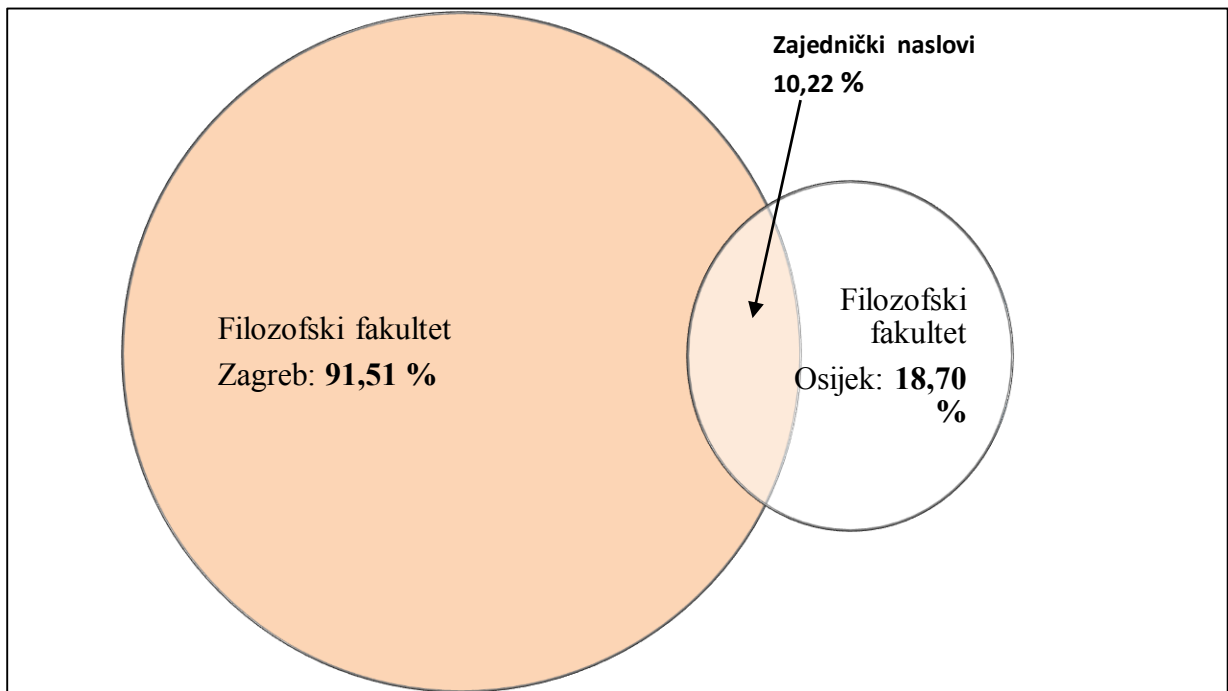 Zajednički naslovi
10,22 %
Filozofski fakultet
Zagreb: 91,51 %
Filozofski
fakultet
Osijek: 18,70
%